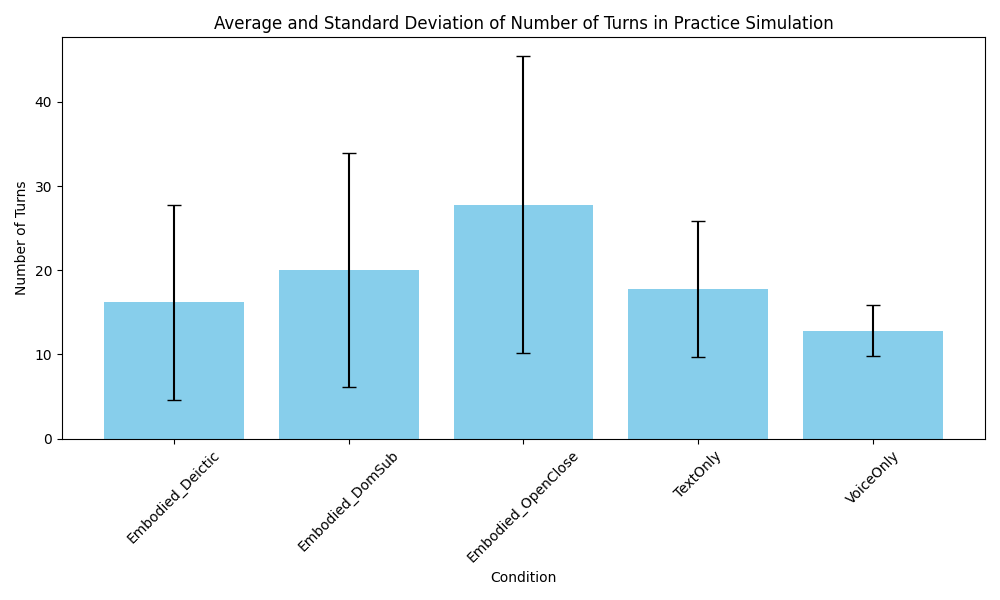 Average and Standard Deviation of Number of Turns in Practice Simulation
Number of Turns
40
30
20
10
0
Embodied_Deictic
Embodied_DomSub
Embodied_OpenClose
TextOnly
VoiceOnly
Condition